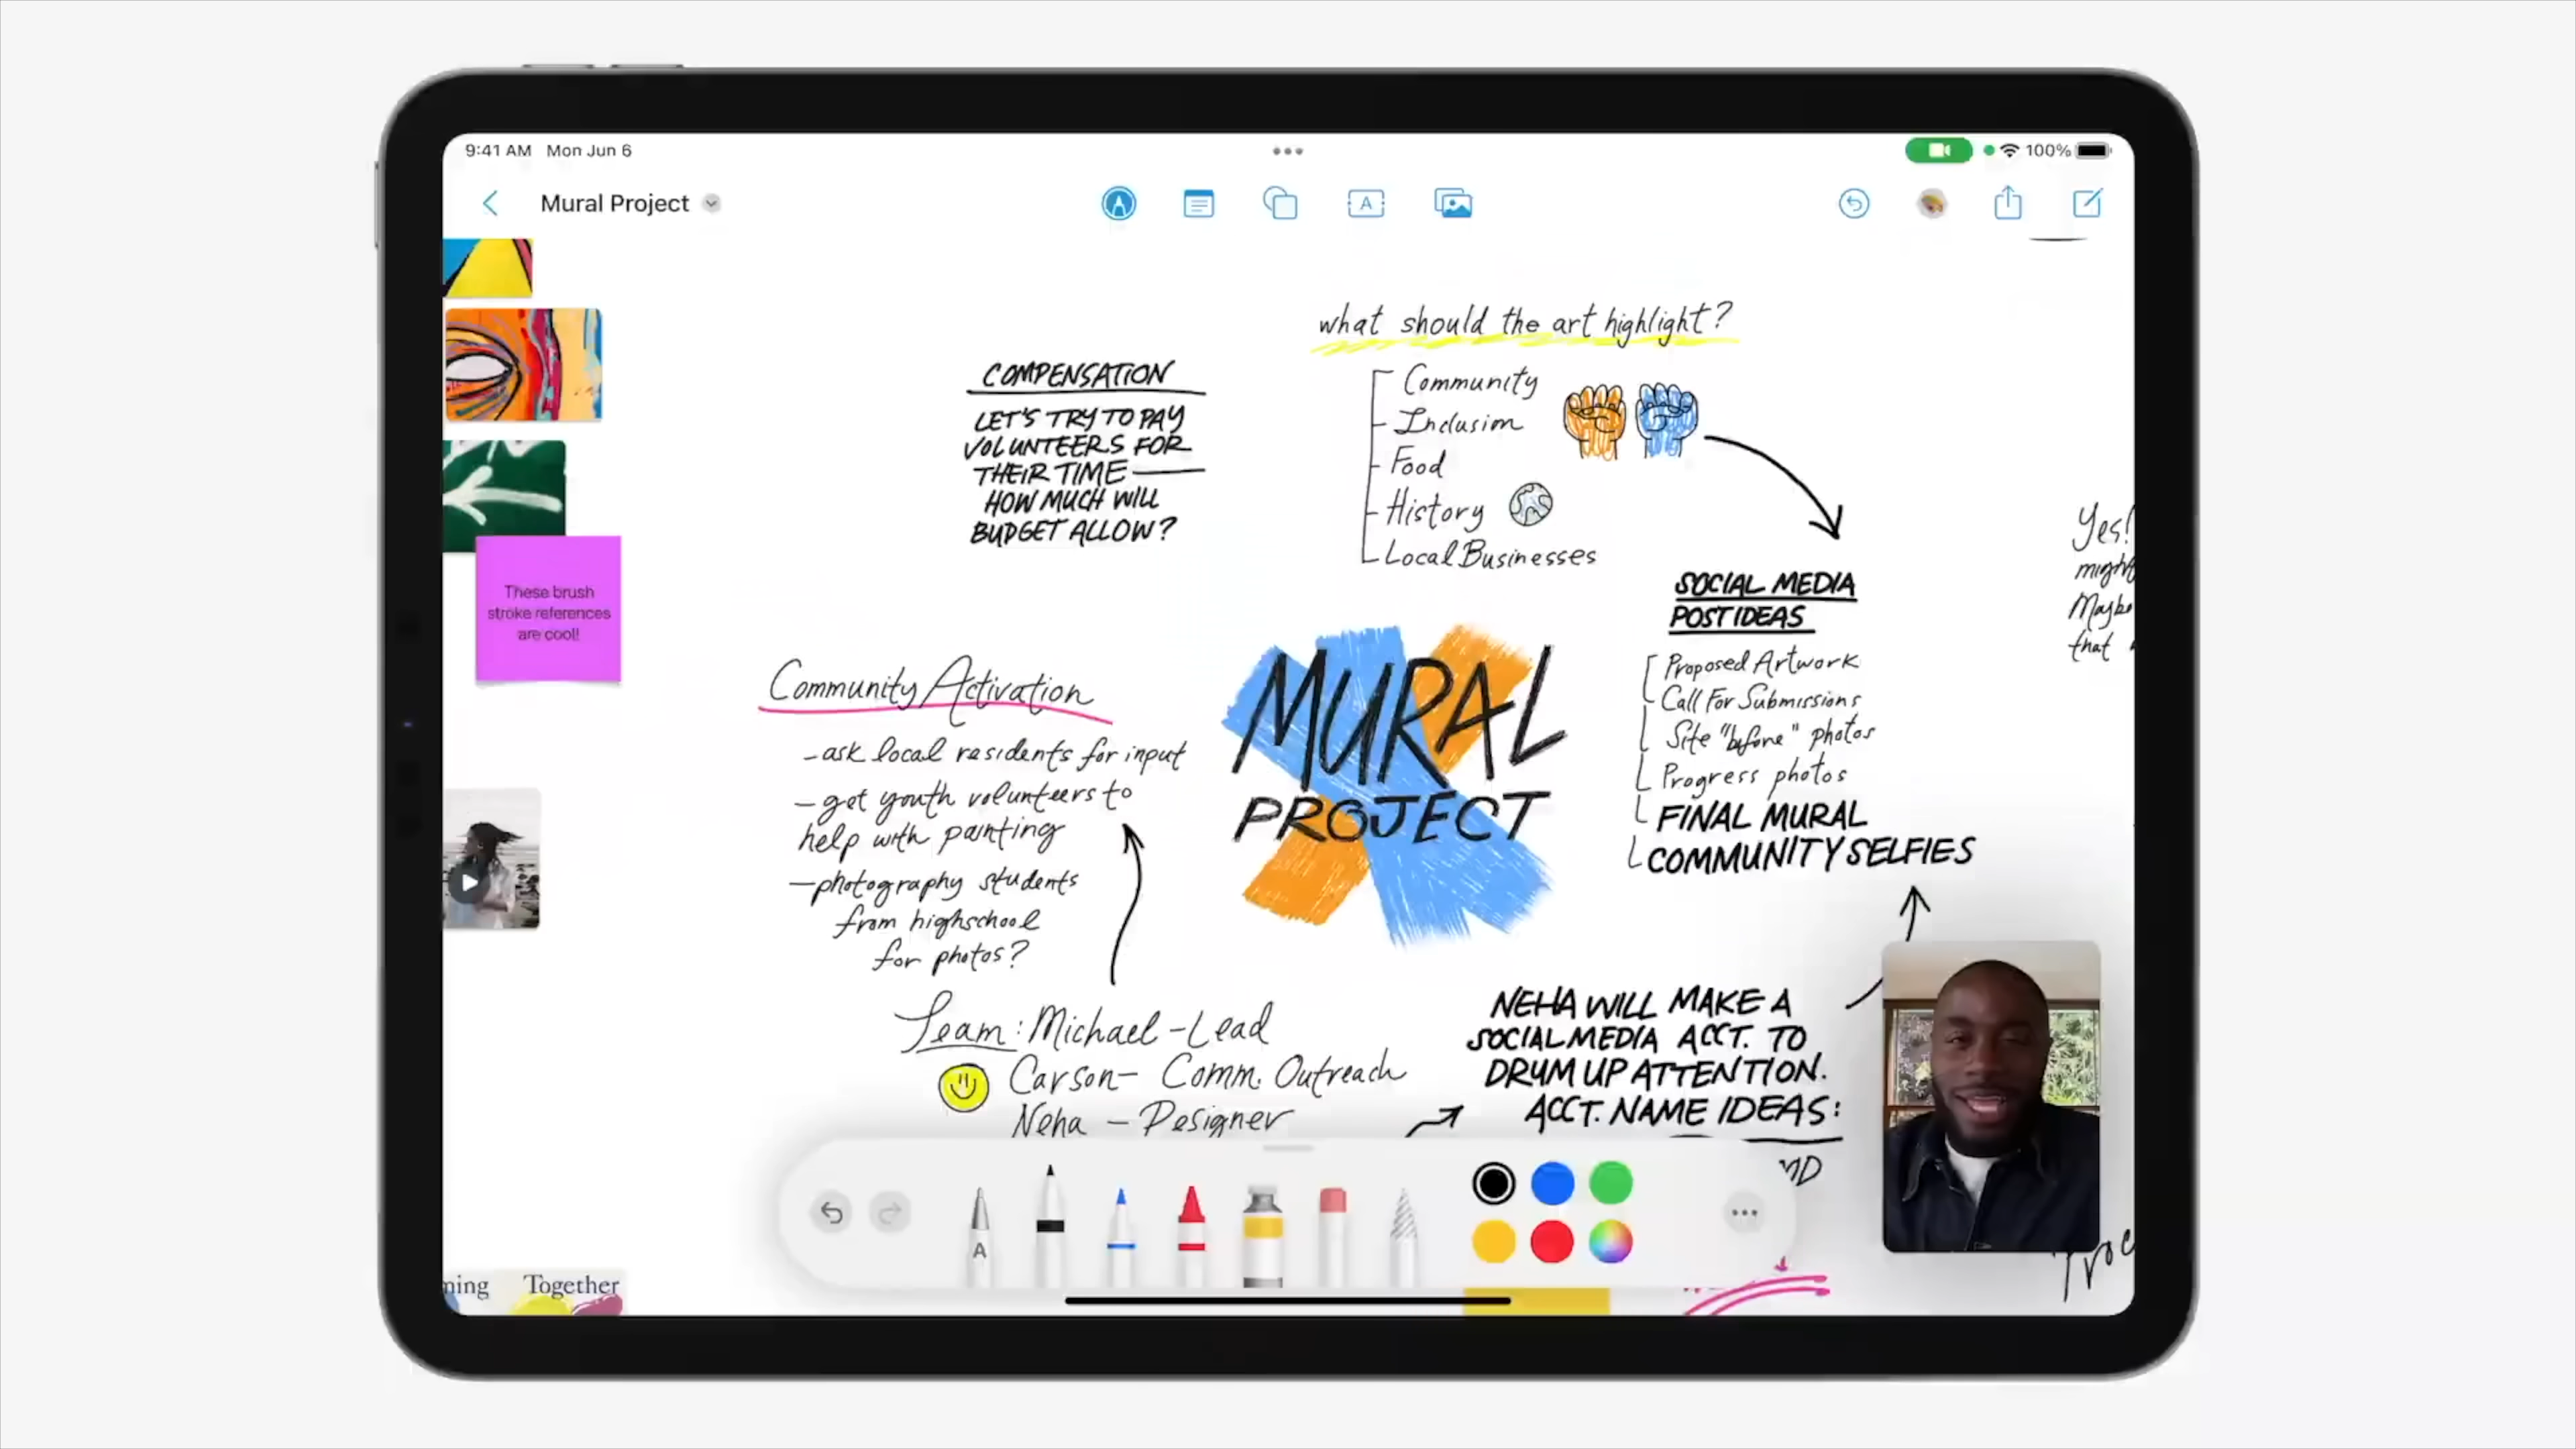 9:41 AM Mon Jun 6
100%
Mural Project
A
what should the art highlight?
Community
Inclusion
Food
History
Local Businesses
COMPENSATION
LET'S TRY TO PAY
VOLUNTEERS FOR
THEIR TIME —
HOW MUCH WILL
BUDGET ALLOW?
These brush
stroke references
are cool!
SOCIAL MEDIA
POST IDEAS
Proposed Artwork
Call For Submissions
Site "before" photos
Progress photos
FINAL MURAL
COMMUNITY SELFIES
Yes!
Maybe
that
Community Activation
- ask local residents for input
- get youth volunteers to
help with painting
- photography students
from highschool
for photos?
MURAL
PROJECT
Team: Michael - Lead
Carson - Comm. Outreach
Neha - Designer
NEHA WILL MAKE A
SOCIAL MEDIA ACCT. TO
DRUM UP ATTENTION.
ACCT. NAME IDEAS:
A
Together